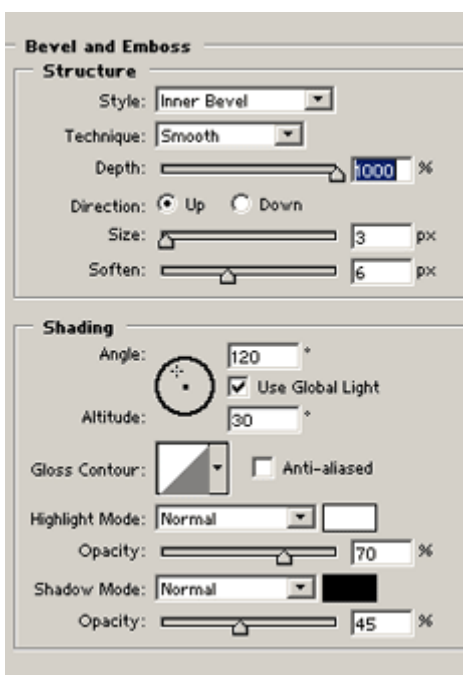 Bevel and Emboss
Structure
Style: Inner Bevel
Technique: Smooth
Depth: 1000 %
Direction: Up Down
Size: 3 px
Soften: 6 px
Shading
Angle: 120 °
Use Global Light
Altitude: 30 °
Gloss Contour: Anti-aliased
Highlight Mode: Normal
Opacity: 70 %
Shadow Mode: Normal
Opacity: 45 %